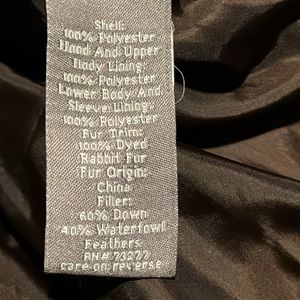 Shell:
100% Polyester
Hood And Upper
Body Lining:
100% Polyester
Lower Body And
Sleeve Lining:
100% Polyester
Fur Trim:
100% Dyed
Rabbit Fur
Fur Origin:
China
Filler:
60% Down
40% Waterfowl
Feathers
RN# 73277
care-on-reverse